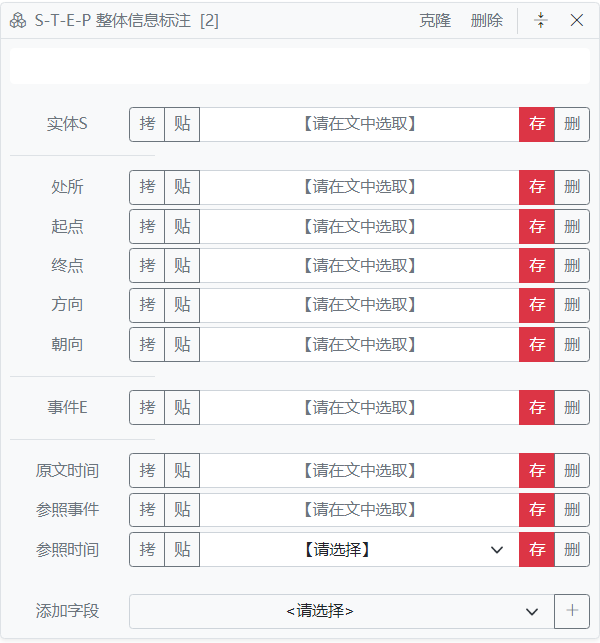 S-T-E-P 整体信息标注 [2] 克隆 删除
实体S 拷 贴 【请在文中选取】 存 删
处所 拷 贴 【请在文中选取】 存 删
起点 拷 贴 【请在文中选取】 存 删
终点 拷 贴 【请在文中选取】 存 删
方向 拷 贴 【请在文中选取】 存 删
朝向 拷 贴 【请在文中选取】 存 删
事件E 拷 贴 【请在文中选取】 存 删
原文时间 拷 贴 【请在文中选取】 存 删
参照事件 拷 贴 【请在文中选取】 存 删
参照时间 拷 贴 【请选择】 存 删
添加字段 <请选择> +